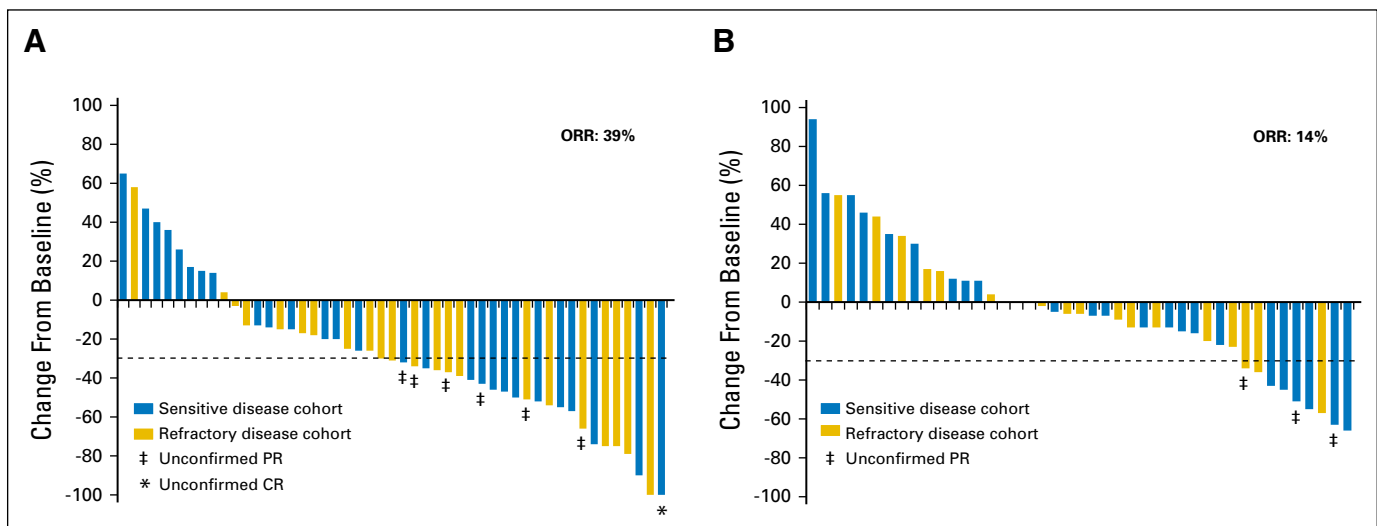 A
Change From Baseline (%)
100
80
60
40
20
0
-20
-40
-60
-80
-100
ORR: 39%
‡ ‡ ‡ ‡ ‡ ‡
*
Sensitive disease cohort
Refractory disease cohort
‡ Unconfirmed PR
* Unconfirmed CR
B
Change From Baseline (%)
100
80
60
40
20
0
-20
-40
-60
-80
-100
ORR: 14%
‡ ‡ ‡
Sensitive disease cohort
Refractory disease cohort
‡ Unconfirmed PR